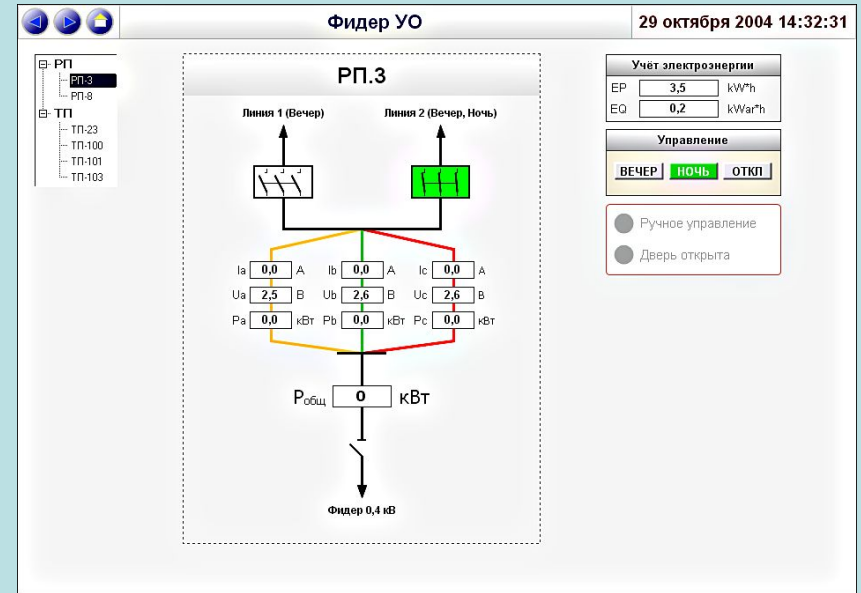 Фидер УО
29 октября 2004 14:32:31
РП
РП-3
РП-8
ТП
ТП-23
ТП-100
ТП-101
ТП-103
РП.3
Линия 1 (Вечер) Линия 2 (Вечер, Ночь)
Ia 0,0 А Ib 0,0 А Ic 0,0 А
Ua 2,5 В Ub 2,6 В Uc 2,6 В
Pa 0,0 кВт Pb 0,0 кВт Pc 0,0 кВт
Робщ 0 кВт
Фидер 0,4 кВ
Учёт электроэнергии
EP 3,5 kW*h
EQ 0,2 kWar*h
Управление
ВЕЧЕР НОЧЬ ОТКЛ
Ручное управление
Дверь открыта